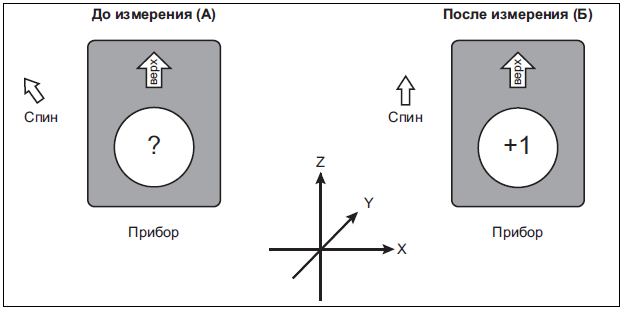 До измерения (А)
После измерения (Б)
верх
Спин
?
Прибор
верх
Спин
+1
Прибор
Z
Y
X